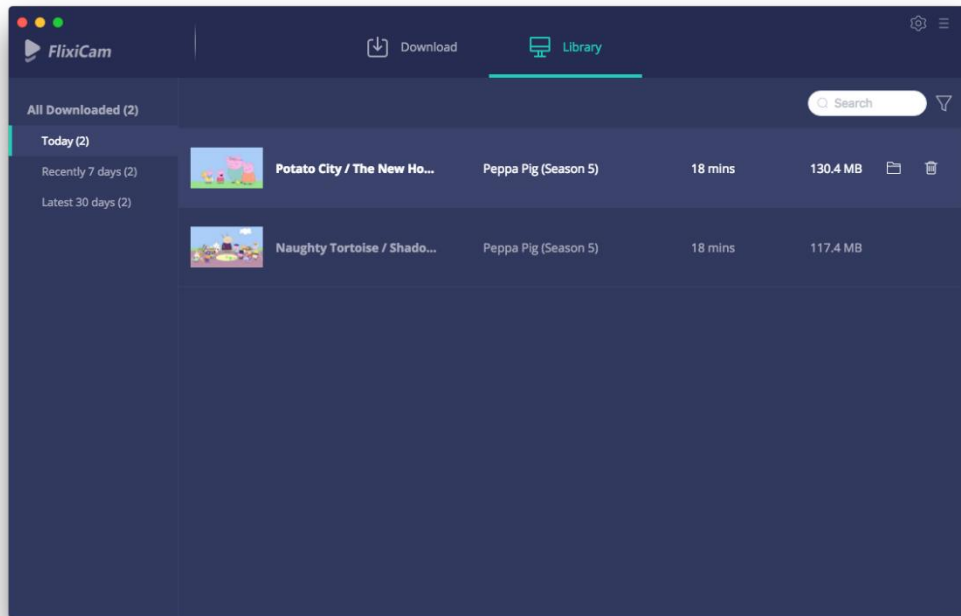 FlixiCam
Download
Library
All Downloaded (2)
Search
Today (2)
Recently 7 days (2)
Latest 30 days (2)
Potato City / The New Ho... Peppa Pig (Season 5) 18 mins 130.4 MB
Naughty Tortoise / Shado... Peppa Pig (Season 5) 18 mins 117.4 MB